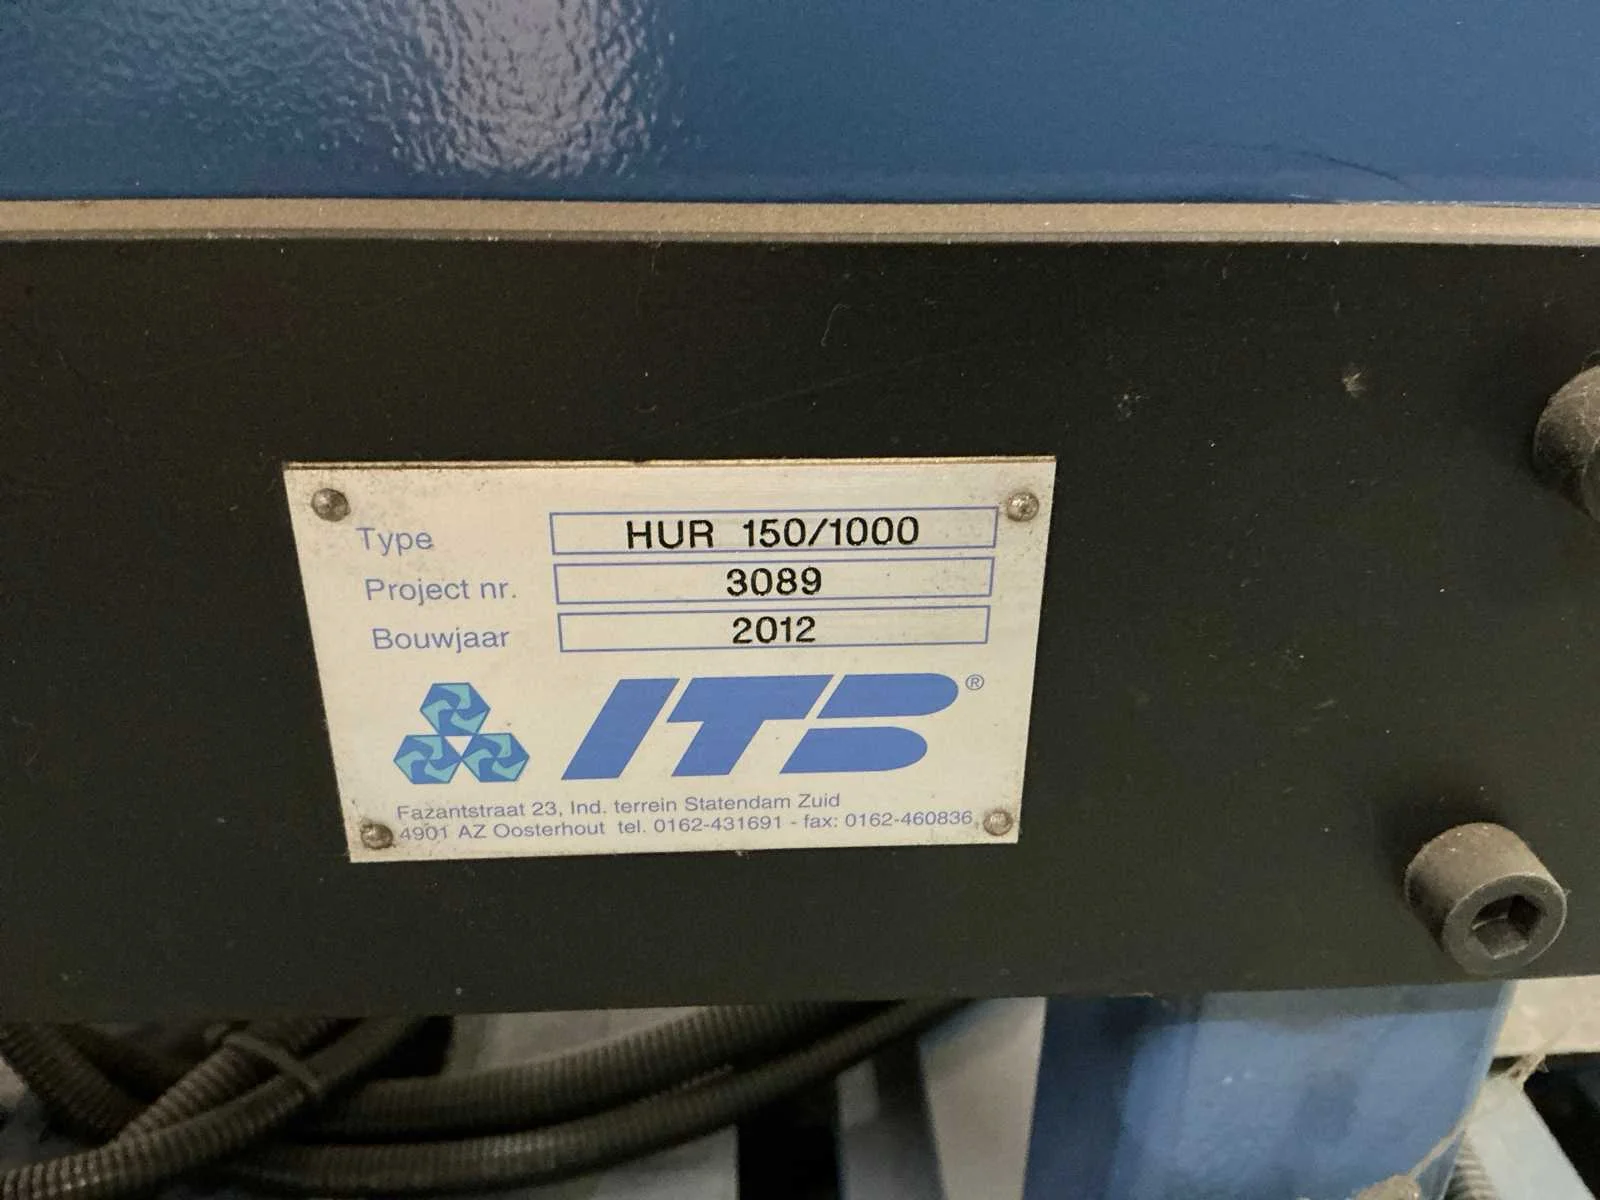 Type HUR 150/1000
Project nr. 3089
Bouwjaar 2012
ITB®
Fazantstraat 23, Ind. terrein Statendam Zuid
4901 AZ Oosterhout tel. 0162-431691 - fax: 0162-460836